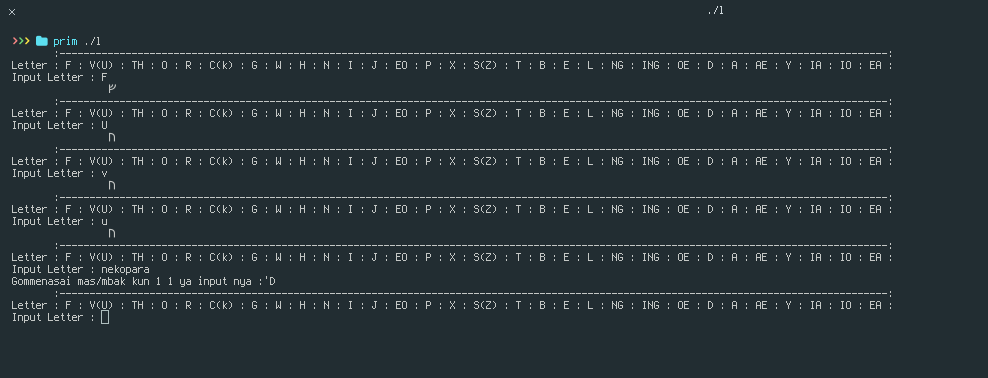 ./l
>>> prim ./l
:-----------------------------------------------------------------------------------------------------------------------------------------:
Letter : F : V(U) : TH : O : R : C(k) : G : W : H : N : I : J : EO : P : X : S(Z) : T : B : E : L : NG : ING : OE : D : A : AE : Y : IA : IO : EA :
Input Letter : F
ᚠ
:-----------------------------------------------------------------------------------------------------------------------------------------:
Letter : F : V(U) : TH : O : R : C(k) : G : W : H : N : I : J : EO : P : X : S(Z) : T : B : E : L : NG : ING : OE : D : A : AE : Y : IA : IO : EA :
Input Letter : U
ᚢ
:-----------------------------------------------------------------------------------------------------------------------------------------:
Letter : F : V(U) : TH : O : R : C(k) : G : W : H : N : I : J : EO : P : X : S(Z) : T : B : E : L : NG : ING : OE : D : A : AE : Y : IA : IO : EA :
Input Letter : v
ᚢ
:-----------------------------------------------------------------------------------------------------------------------------------------:
Letter : F : V(U) : TH : O : R : C(k) : G : W : H : N : I : J : EO : P : X : S(Z) : T : B : E : L : NG : ING : OE : D : A : AE : Y : IA : IO : EA :
Input Letter : u
ᚢ
:-----------------------------------------------------------------------------------------------------------------------------------------:
Letter : F : V(U) : TH : O : R : C(k) : G : W : H : N : I : J : EO : P : X : S(Z) : T : B : E : L : NG : ING : OE : D : A : AE : Y : IA : IO : EA :
Input Letter : nekopara
Gommenasai mas/mbak kun 1 1 ya input nya :'D
:-----------------------------------------------------------------------------------------------------------------------------------------:
Letter : F : V(U) : TH : O : R : C(k) : G : W : H : N : I : J : EO : P : X : S(Z) : T : B : E : L : NG : ING : OE : D : A : AE : Y : IA : IO : EA :
Input Letter :